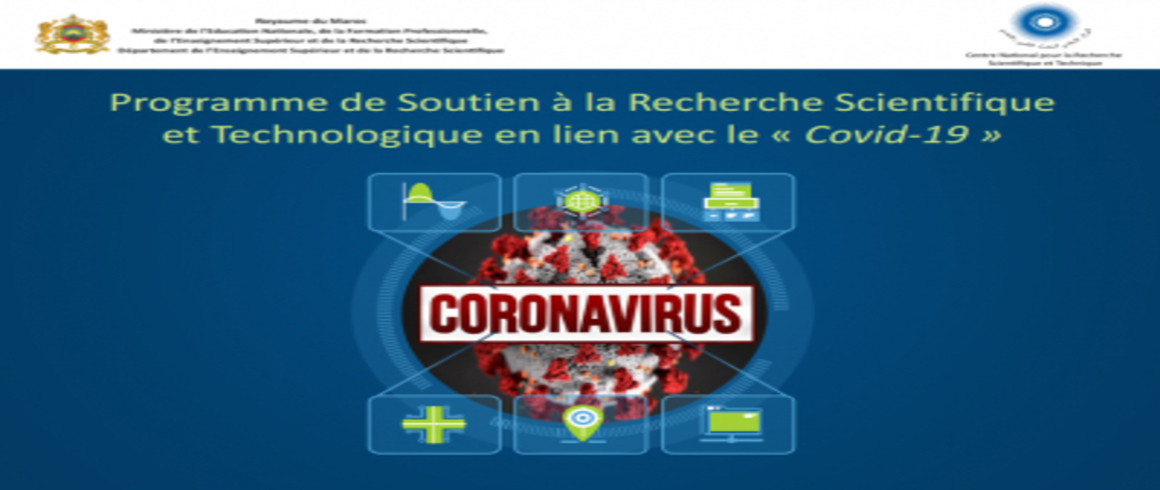 Royaume du Maroc
Ministère de l'Education Nationale, de la Formation Professionnelle,
de l'Enseignement Supérieur et de la Recherche Scientifique
Département de l'Enseignement Supérieur et de la Recherche Scientifique
Centre National pour la Recherche
Scientifique et Technique
Programme de Soutien à la Recherche Scientifique
et Technologique en lien avec le « Covid-19 »
CORONAVIRUS